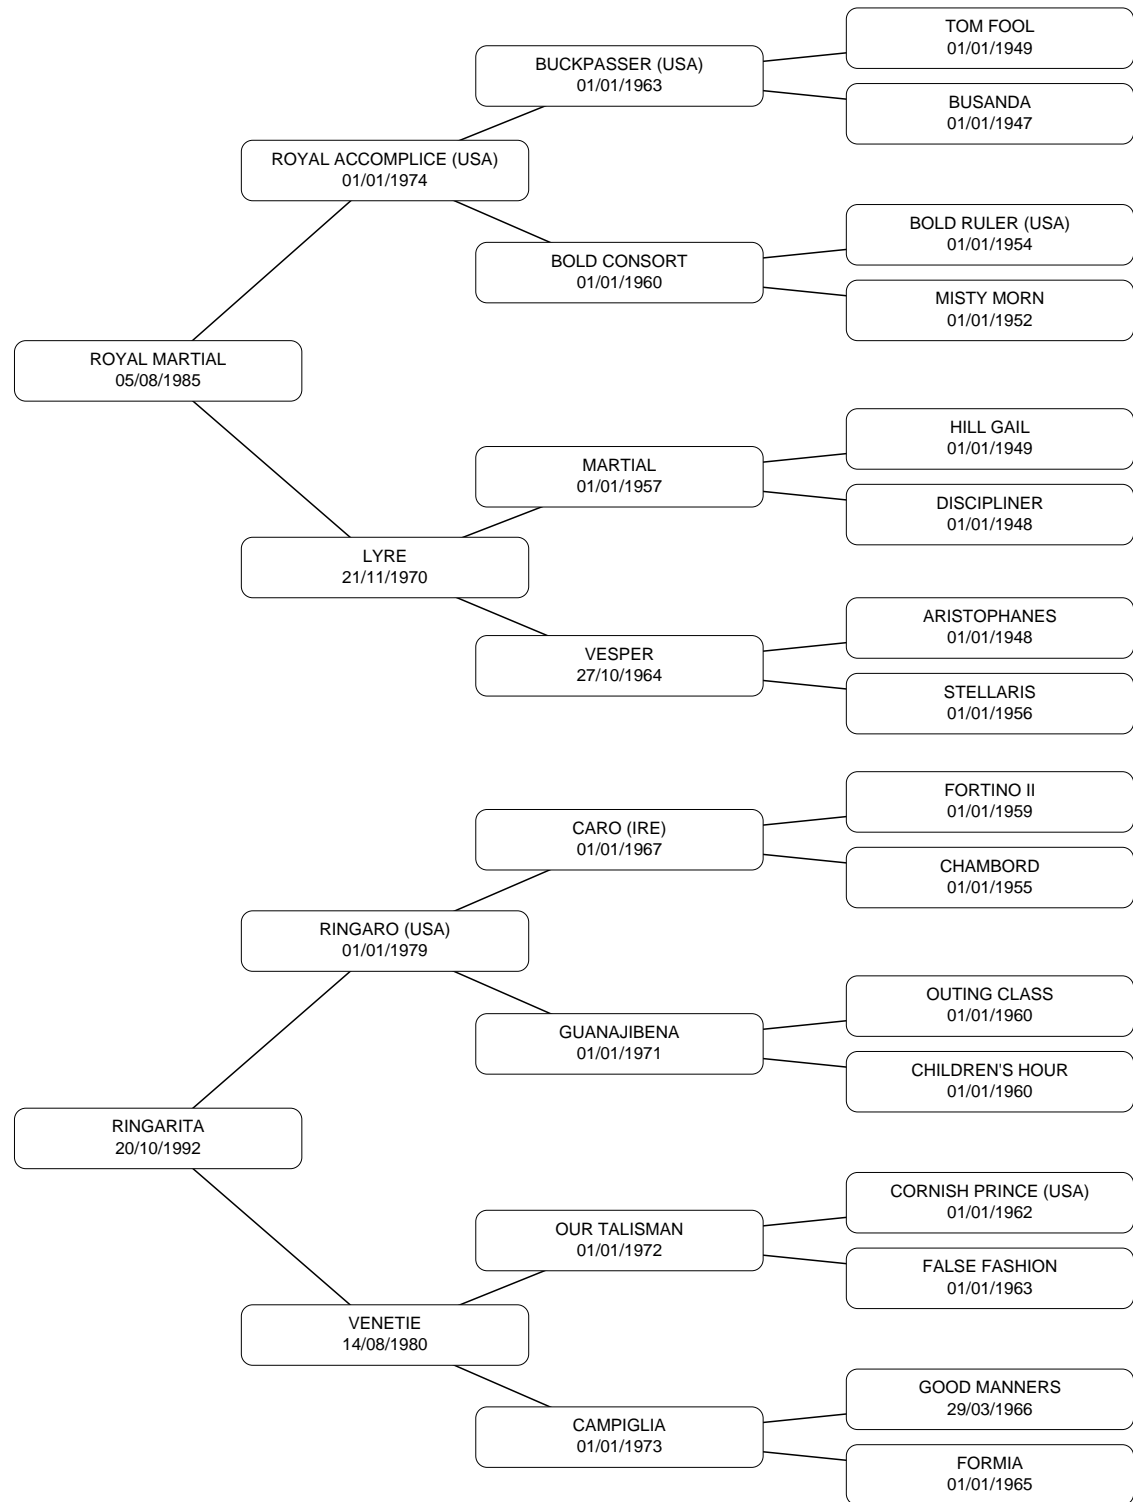 TOM FOOL
01/01/1949
BUCKPASSER (USA)
01/01/1963
BUSANDA
01/01/1947
ROYAL ACCOMPLICE (USA)
01/01/1974
BOLD RULER (USA)
01/01/1954
BOLD CONSORT
01/01/1960
MISTY MORN
01/01/1952
ROYAL MARTIAL
05/08/1985
HILL GAIL
01/01/1949
MARTIAL
01/01/1957
DISCIPLINER
01/01/1948
LYRE
21/11/1970
ARISTOPHANES
01/01/1948
VESPER
27/10/1964
STELLARIS
01/01/1956
FORTINO II
01/01/1959
CARO (IRE)
01/01/1967
CHAMBORD
01/01/1955
RINGARO (USA)
01/01/1979
OUTING CLASS
01/01/1960
GUANAJIBENA
01/01/1971
CHILDREN'S HOUR
01/01/1960
RINGARITA
20/10/1992
CORNISH PRINCE (USA)
01/01/1962
OUR TALISMAN
01/01/1972
FALSE FASHION
01/01/1963
VENETIE
14/08/1980
GOOD MANNERS
29/03/1966
CAMPIGLIA
01/01/1973
FORMIA
01/01/1965